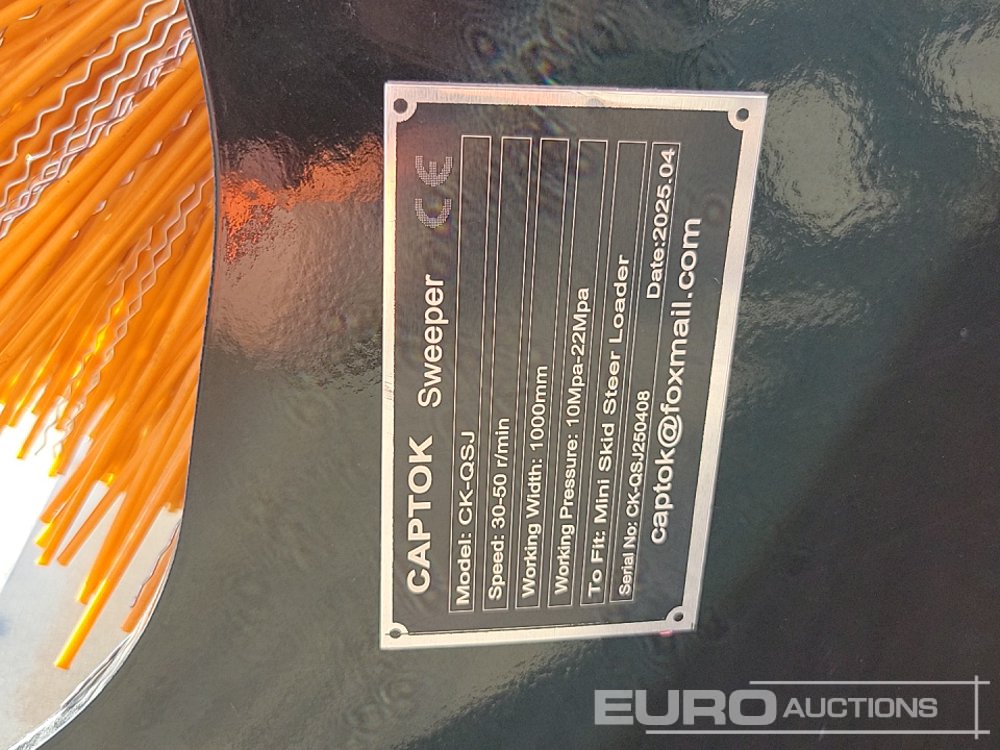 CAPTOK Sweeper CE
Model: CK-QSJ
Speed: 30-50 r/min
Working Width: 1000mm
Working Pressure: 10Mpa-22Mpa
To Fit: Mini Skid Steer Loader
Serial No: CK-QSJ250408 Date:2025.04
captok@foxmail.com
EURO AUCTIONS